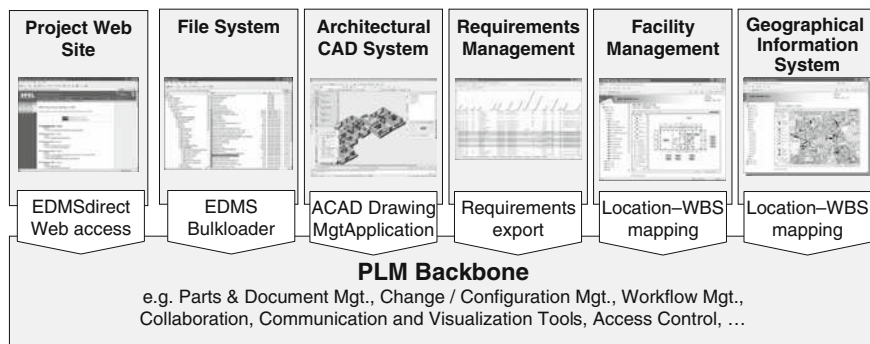 Project Web
Site
File System
Architectural
CAD System
Requirements
Management
Facility
Management
Geographical
Information
System
EDMSdirect
Web access
EDMS
Bulkloader
ACAD Drawing
MgtApplication
Requirements
export
Location–WBS
mapping
Location–WBS
mapping
PLM Backbone
e.g. Parts & Document Mgt., Change / Configuration Mgt., Workflow Mgt.,
Collaboration, Communication and Visualization Tools, Access Control, …